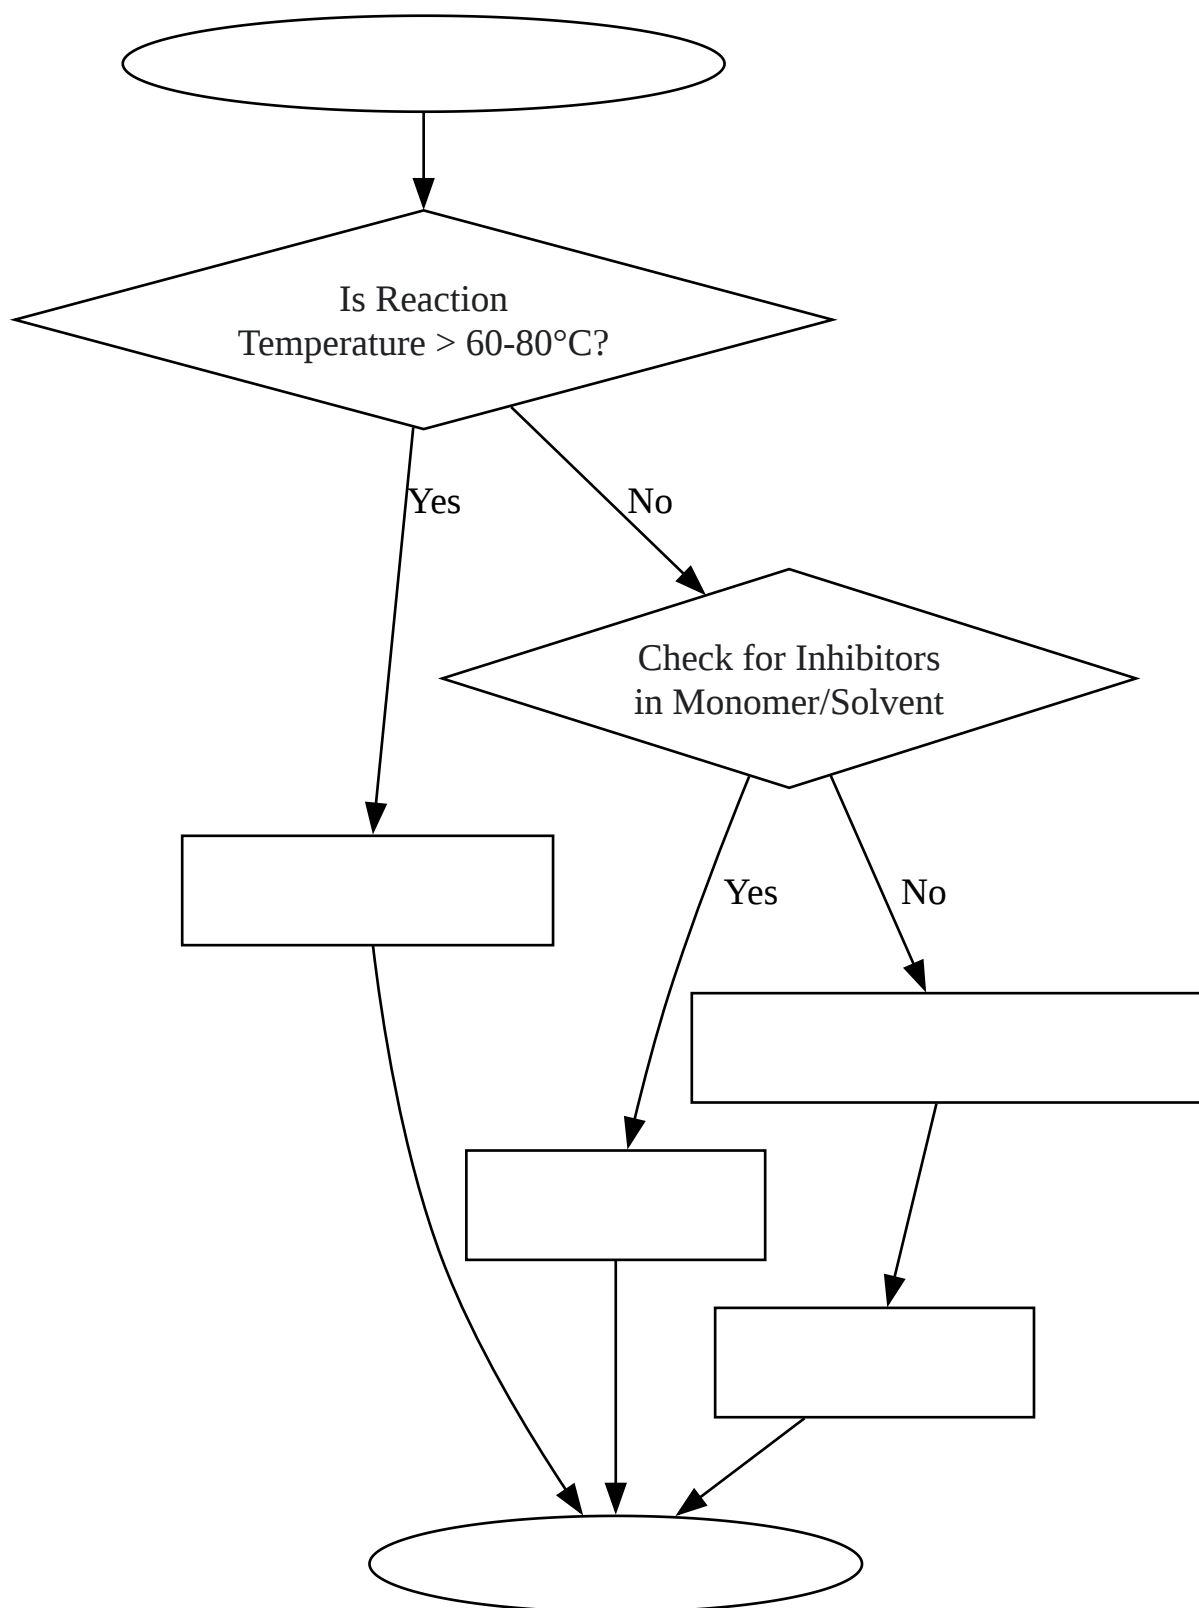 Is Reaction
Temperature > 60-80°C?
Yes
No
Check for Inhibitors
in Monomer/Solvent
Yes
No